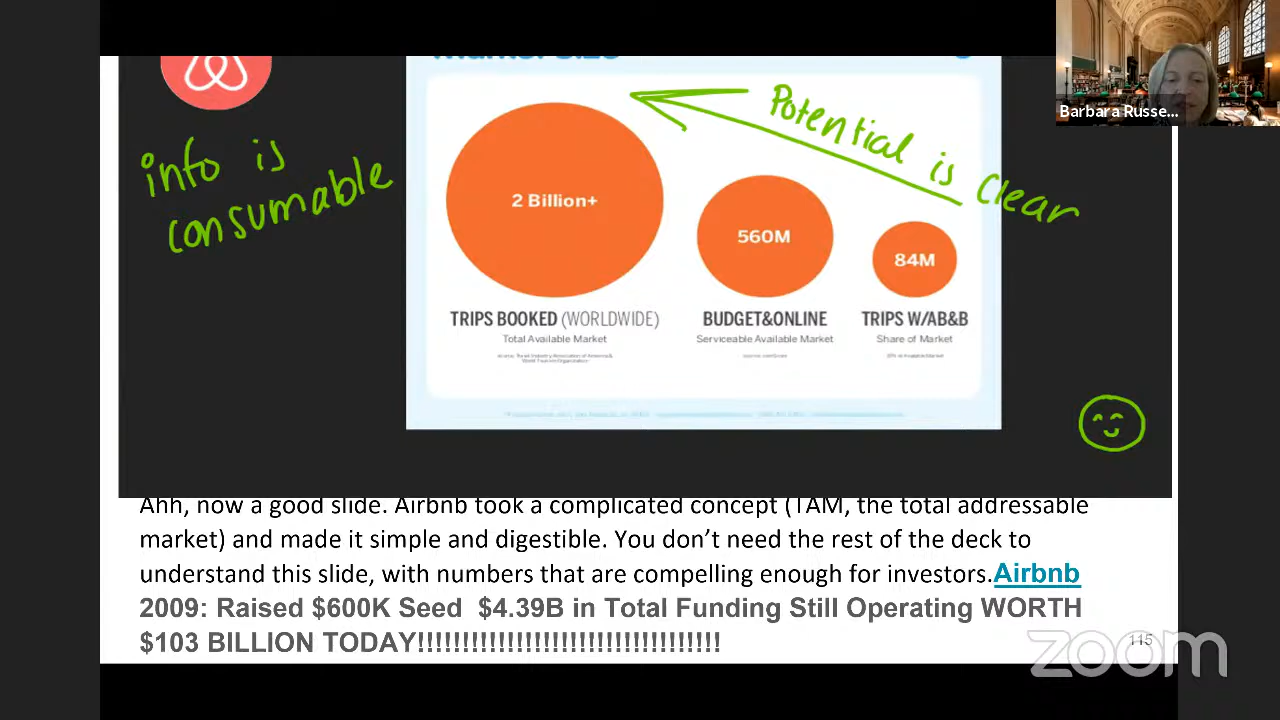 Barbara Russe...
Potential is clear
info is
consumable
2 Billion+
560M
84M
TRIPS BOOKED (WORLDWIDE)
Total Available Market
BUDGET&ONLINE
Serviceable Available Market
TRIPS W/AB&B
Share of Market
Ahh, now a good slide. Airbnb took a complicated concept (TAM, the total addressable
market) and made it simple and digestible. You don't need the rest of the deck to
understand this slide, with numbers that are compelling enough for investors.Airbnb
2009: Raised $600K Seed $4.39B in Total Funding Still Operating WORTH
$103 BILLION TODAY!!!!!!!!!!!!!!!!!!!!!!!!!!!!!!!!!!!
115
zoom